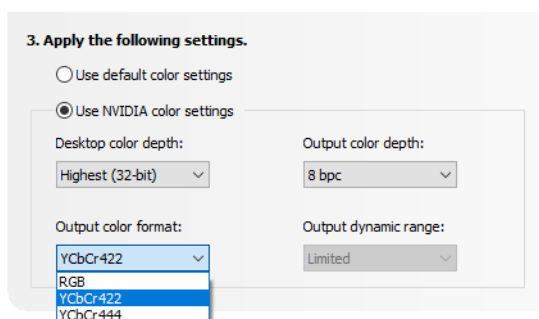 3. Apply the following settings.
Use default color settings
Use NVIDIA color settings
Desktop color depth:
Output color depth:
Highest (32-bit)
8 bpc
Output color format:
Output dynamic range:
YCbCr422
Limited
RGB
YCbCr422
YCbCr444